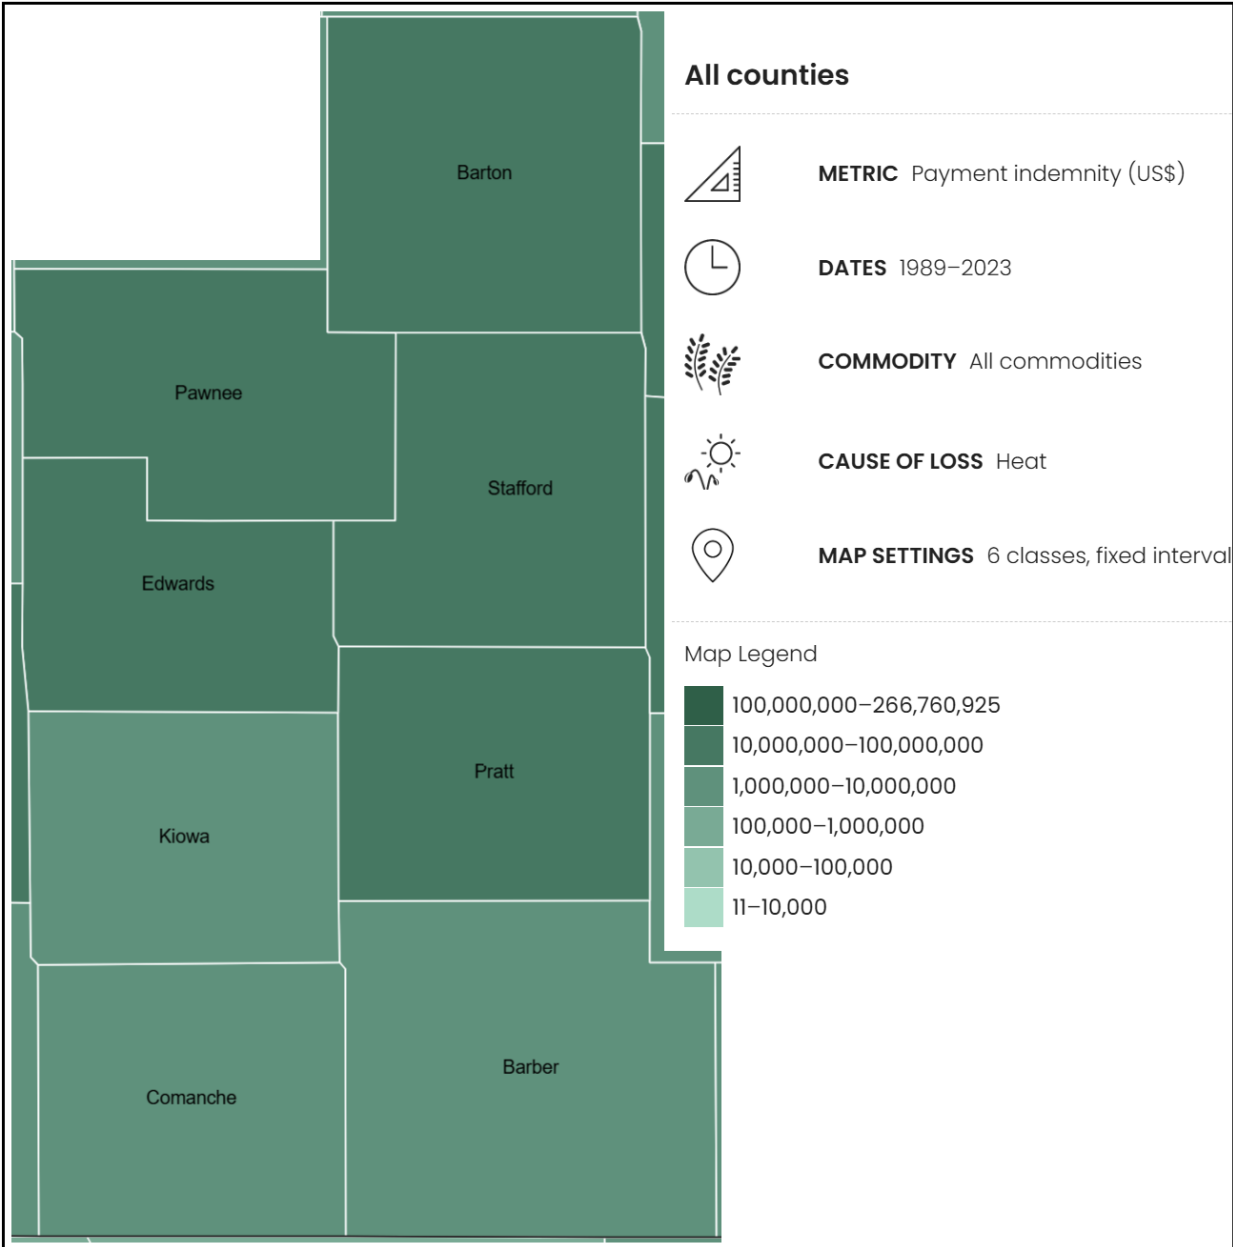 Barton
Pawnee
Stafford
Edwards
Pratt
Kiowa
Barber
Comanche
All counties
METRIC Payment indemnity (US$)
DATES 1989–2023
COMMODITY All commodities
CAUSE OF LOSS Heat
MAP SETTINGS 6 classes, fixed interval
Map Legend
100,000,000–266,760,925
10,000,000–100,000,000
1,000,000–10,000,000
100,000–1,000,000
10,000–100,000
11–10,000